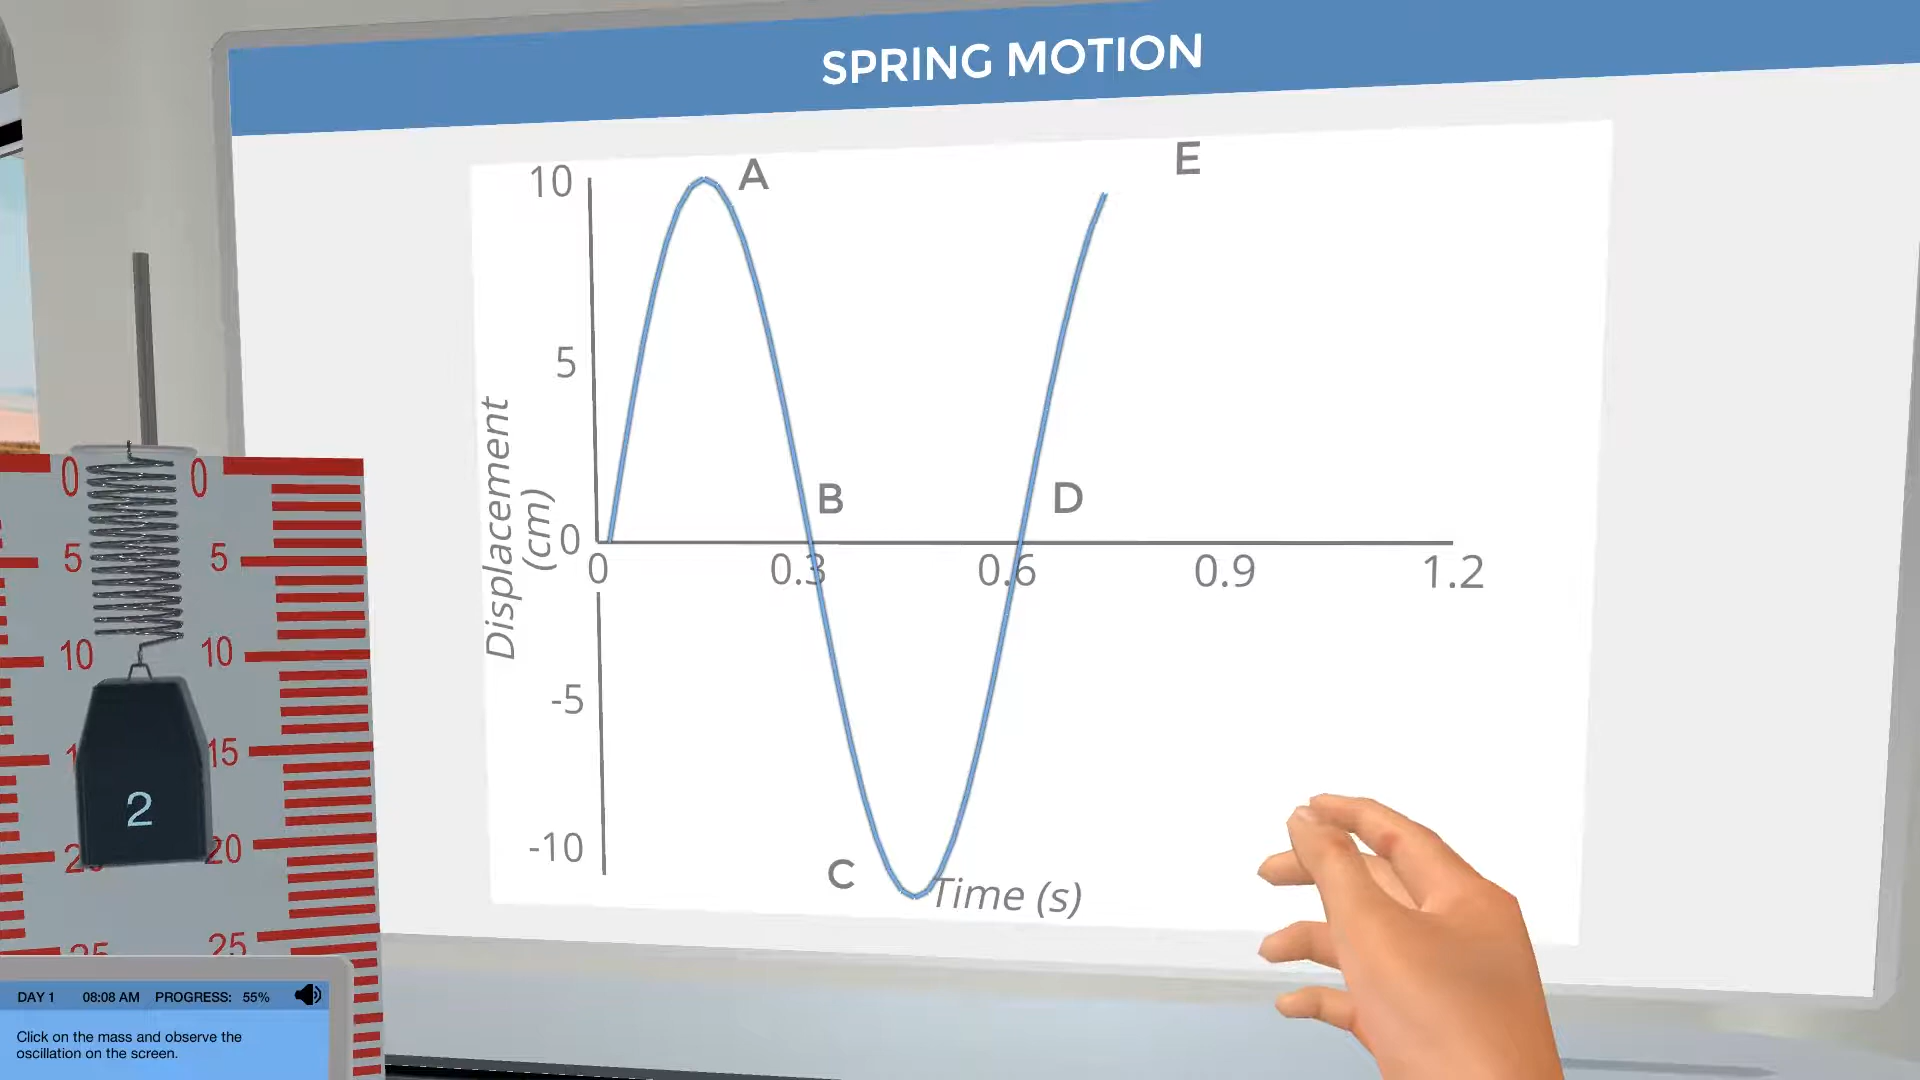 SPRING MOTION
10
A
E
5
Displacement
(cm)
B
D
0
0
0.3
0.6
0.9
1.2
-5
-10
C
Time (s)
0
0
5
5
10
10
15
2
20
25
25
DAY 1 08:08 AM PROGRESS: 55%
Click on the mass and observe the
oscillation on the screen.